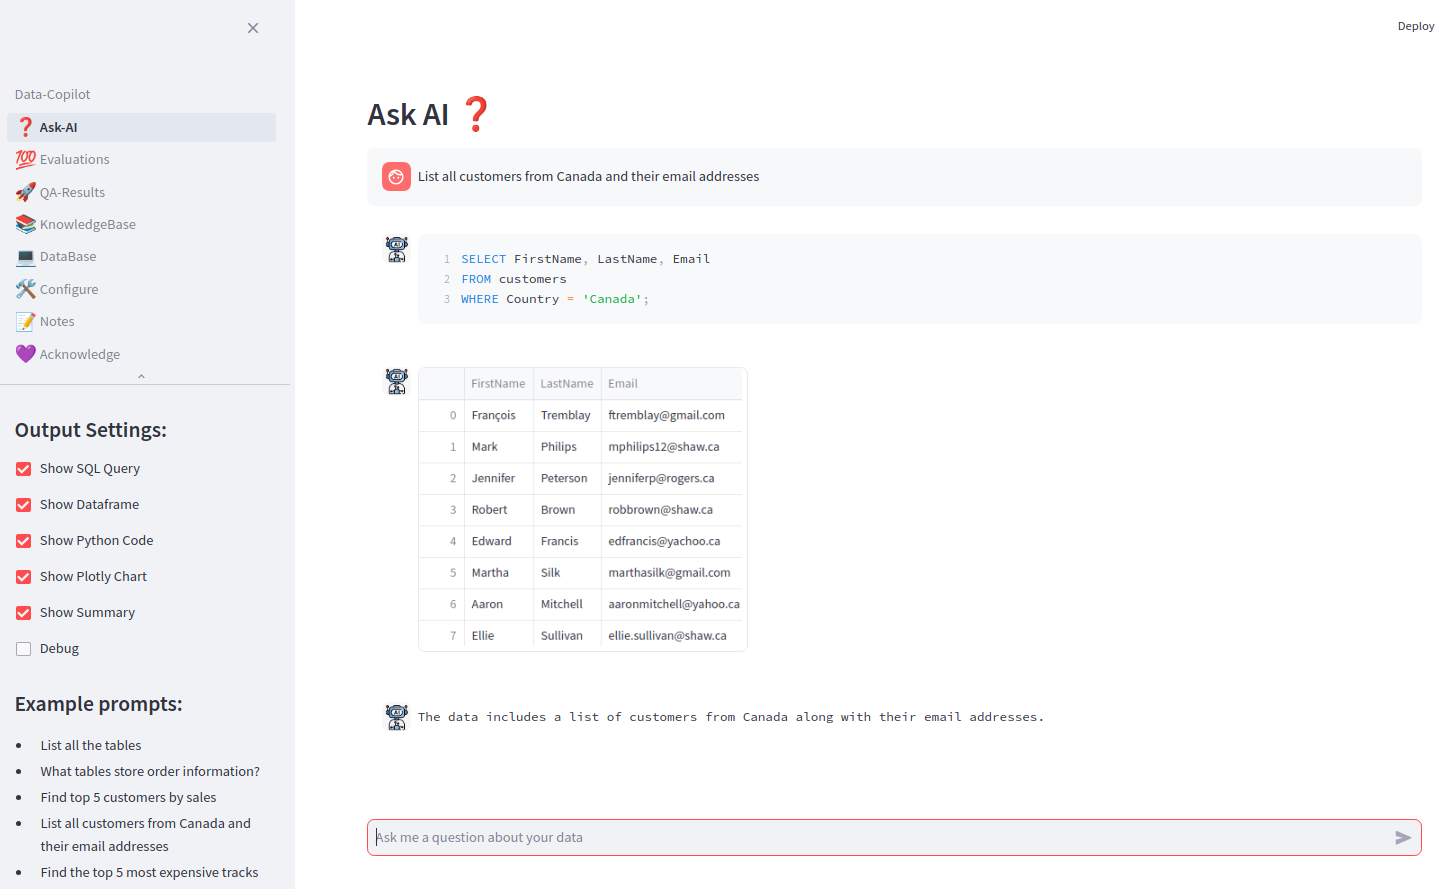 Deploy
Data-Copilot
Ask-AI
Evaluations
QA-Results
KnowledgeBase
DataBase
Configure
Notes
Acknowledge
Output Settings:
Show SQL Query
Show Dataframe
Show Python Code
Show Plotly Chart
Show Summary
Debug
Example prompts:
List all the tables
What tables store order information?
Find top 5 customers by sales
List all customers from Canada and
their email addresses
Find the top 5 most expensive tracks
Ask AI ❓
List all customers from Canada and their email addresses
1 SELECT FirstName, LastName, Email
2 FROM customers
3 WHERE Country = 'Canada';
FirstName LastName Email
0 François Tremblay ftremblay@gmail.com
1 Mark Philips mphilips12@shaw.ca
2 Jennifer Peterson jenniferp@rogers.ca
3 Robert Brown robbrown@shaw.ca
4 Edward Francis edfrancis@yachoo.ca
5 Martha Silk marthasilk@gmail.com
6 Aaron Mitchell aaronmitchell@yahoo.ca
7 Ellie Sullivan ellie.sullivan@shaw.ca
The data includes a list of customers from Canada along with their email addresses.
Ask me a question about your data